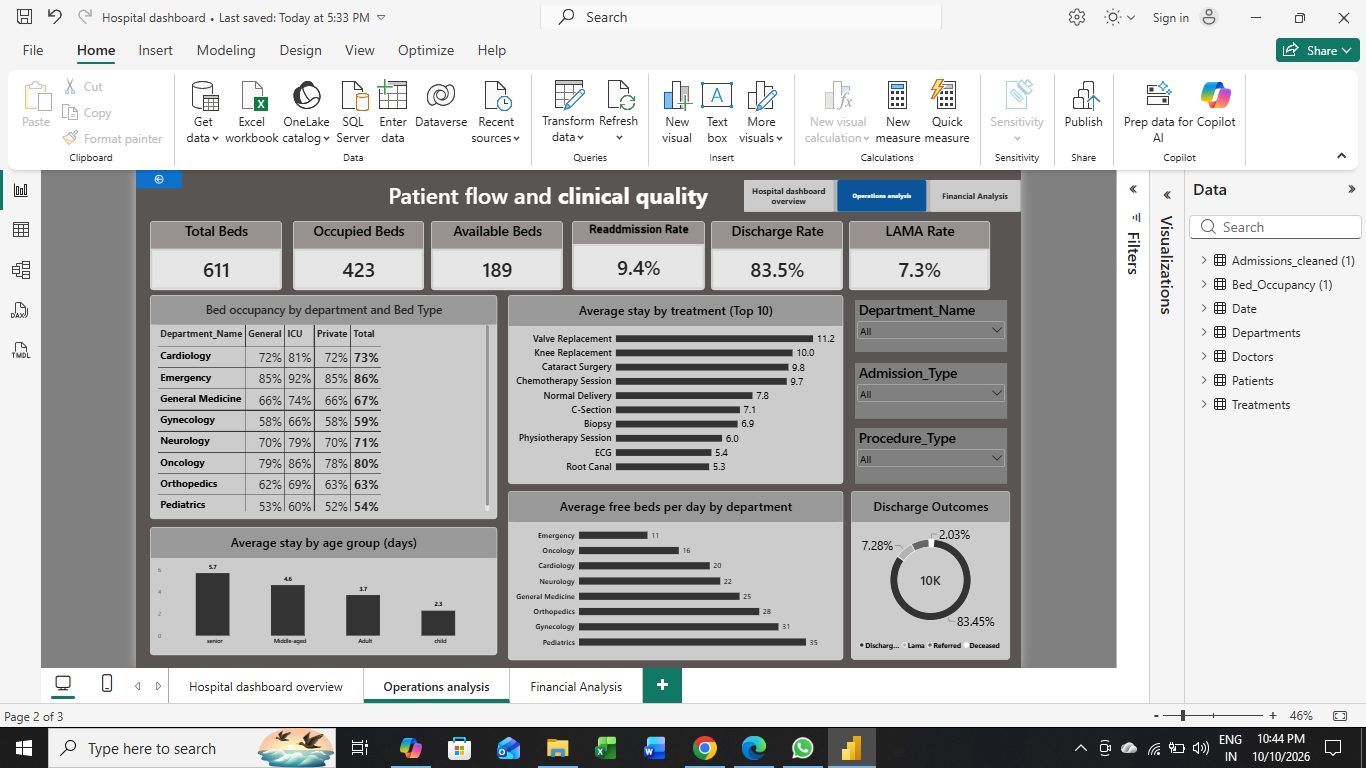 Hospital dashboard • Last saved: Today at 5:33 PM
Search
Sign in
File Home Insert Modeling Design View Optimize Help
Share
Paste
Cut
Copy
Format painter
Clipboard
Get data
Excel workbook
OneLake catalog
SQL Server
Enter data
Dataverse
Recent sources
Data
Transform data
Refresh
Queries
New visual
Text box
More visuals
Insert
New visual calculation
New measure
Quick measure
Calculations
Sensitivity
Sensitivity
Publish
Share
Prep data for AI
Copilot
Copilot
DAX
TMDL
Patient flow and clinical quality
Hospital dashboard overview
Operations analysis
Financial Analysis
Total Beds
611
Occupied Beds
423
Available Beds
189
Readdmission Rate
9.4%
Discharge Rate
83.5%
LAMA Rate
7.3%
Bed occupancy by department and Bed Type
Department_Name General ICU Private Total
Cardiology 72% 81% 72% 73%
Emergency 85% 92% 85% 86%
General Medicine 66% 74% 66% 67%
Gynecology 58% 66% 58% 59%
Neurology 70% 79% 70% 71%
Oncology 79% 86% 78% 80%
Orthopedics 62% 69% 63% 63%
Pediatrics 53% 60% 52% 54%
Average stay by treatment (Top 10)
Valve Replacement 11.2
Knee Replacement 10.0
Cataract Surgery 9.8
Chemotherapy Session 9.7
Normal Delivery 7.8
C-Section 7.1
Biopsy 6.9
Physiotherapy Session 6.0
ECG 5.4
Root Canal 5.3
Department_Name
All
Admission_Type
All
Procedure_Type
All
Average stay by age group (days)
6
4
2
0
5.7
4.6
3.7
2.3
senior
Middle-aged
Adult
child
Average free beds per day by department
Emergency 11
Oncology 16
Cardiology 20
Neurology 22
General Medicine 25
Orthopedics 28
Gynecology 31
Pediatrics 35
Discharge Outcomes
2.03%
7.28%
10K
83.45%
Discharg... Lama Referred Deceased
Filters
Visualizations
Data
Search
Admissions_cleaned (1)
Bed_Occupancy (1)
Date
Departments
Doctors
Patients
Treatments
Hospital dashboard overview
Operations analysis
Financial Analysis
Page 2 of 3
- + 46%
Type here to search
ENG
IN
10:44 PM
10/10/2026